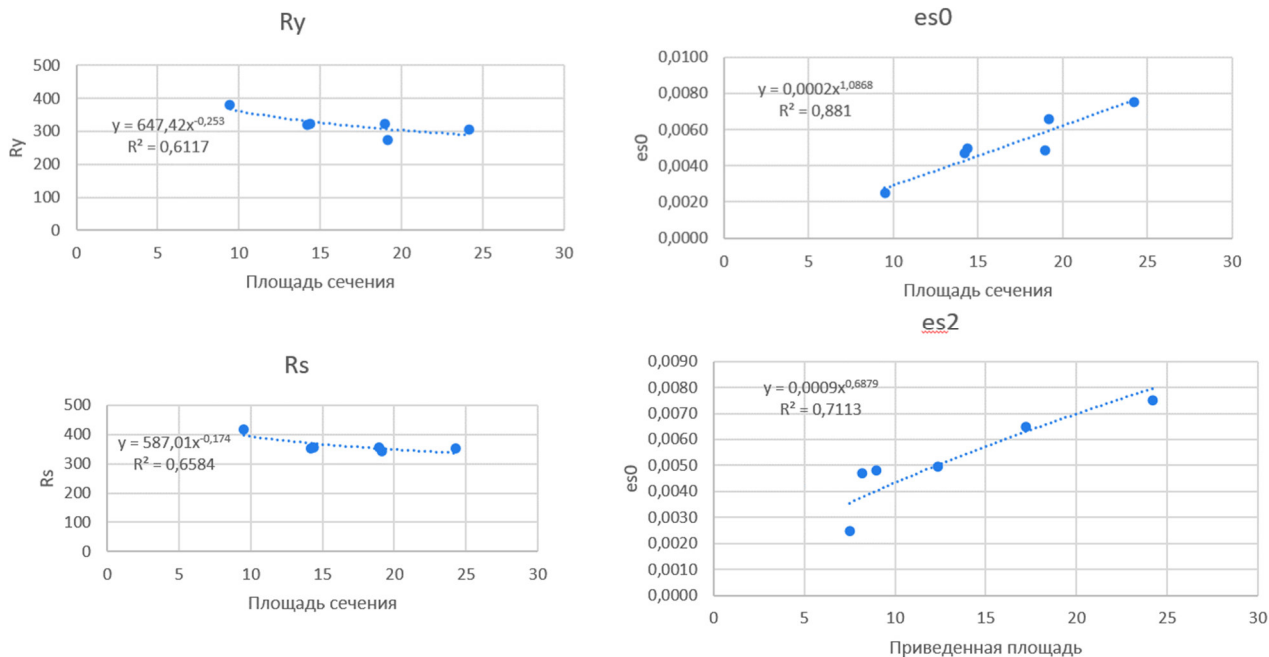 Ry
500
400
300
200
100
0
Ry
y = 647,42x^-0,253
R² = 0,6117
0 5 10 15 20 25 30
Площадь сечения
es0
0,0100
0,0080
0,0060
0,0040
0,0020
0,0000
es0
y = 0,0002x^1,0868
R² = 0,881
0 5 10 15 20 25 30
Площадь сечения
Rs
500
400
300
200
100
0
Rs
y = 587,01x^-0,174
R² = 0,6584
0 5 10 15 20 25 30
Площадь сечения
es2
0,0090
0,0080
0,0070
0,0060
0,0050
0,0040
0,0030
0,0020
0,0010
0,0000
es0
y = 0,0009x^0,6879
R² = 0,7113
0 5 10 15 20 25 30
Приведенная площадь